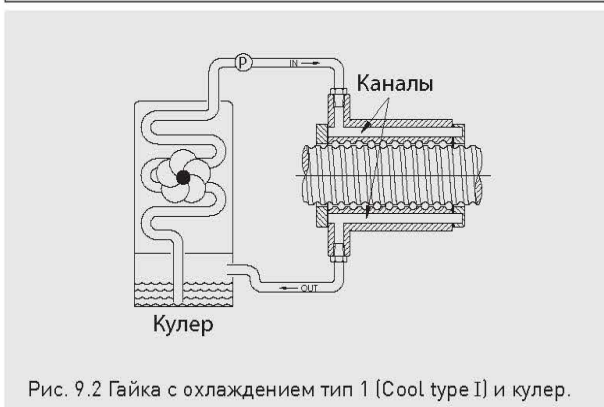 P
IN
Каналы
OUT
Кулер
Рис. 9.2 Гайка с охлаждением тип 1 (Cool type I) и кулер.